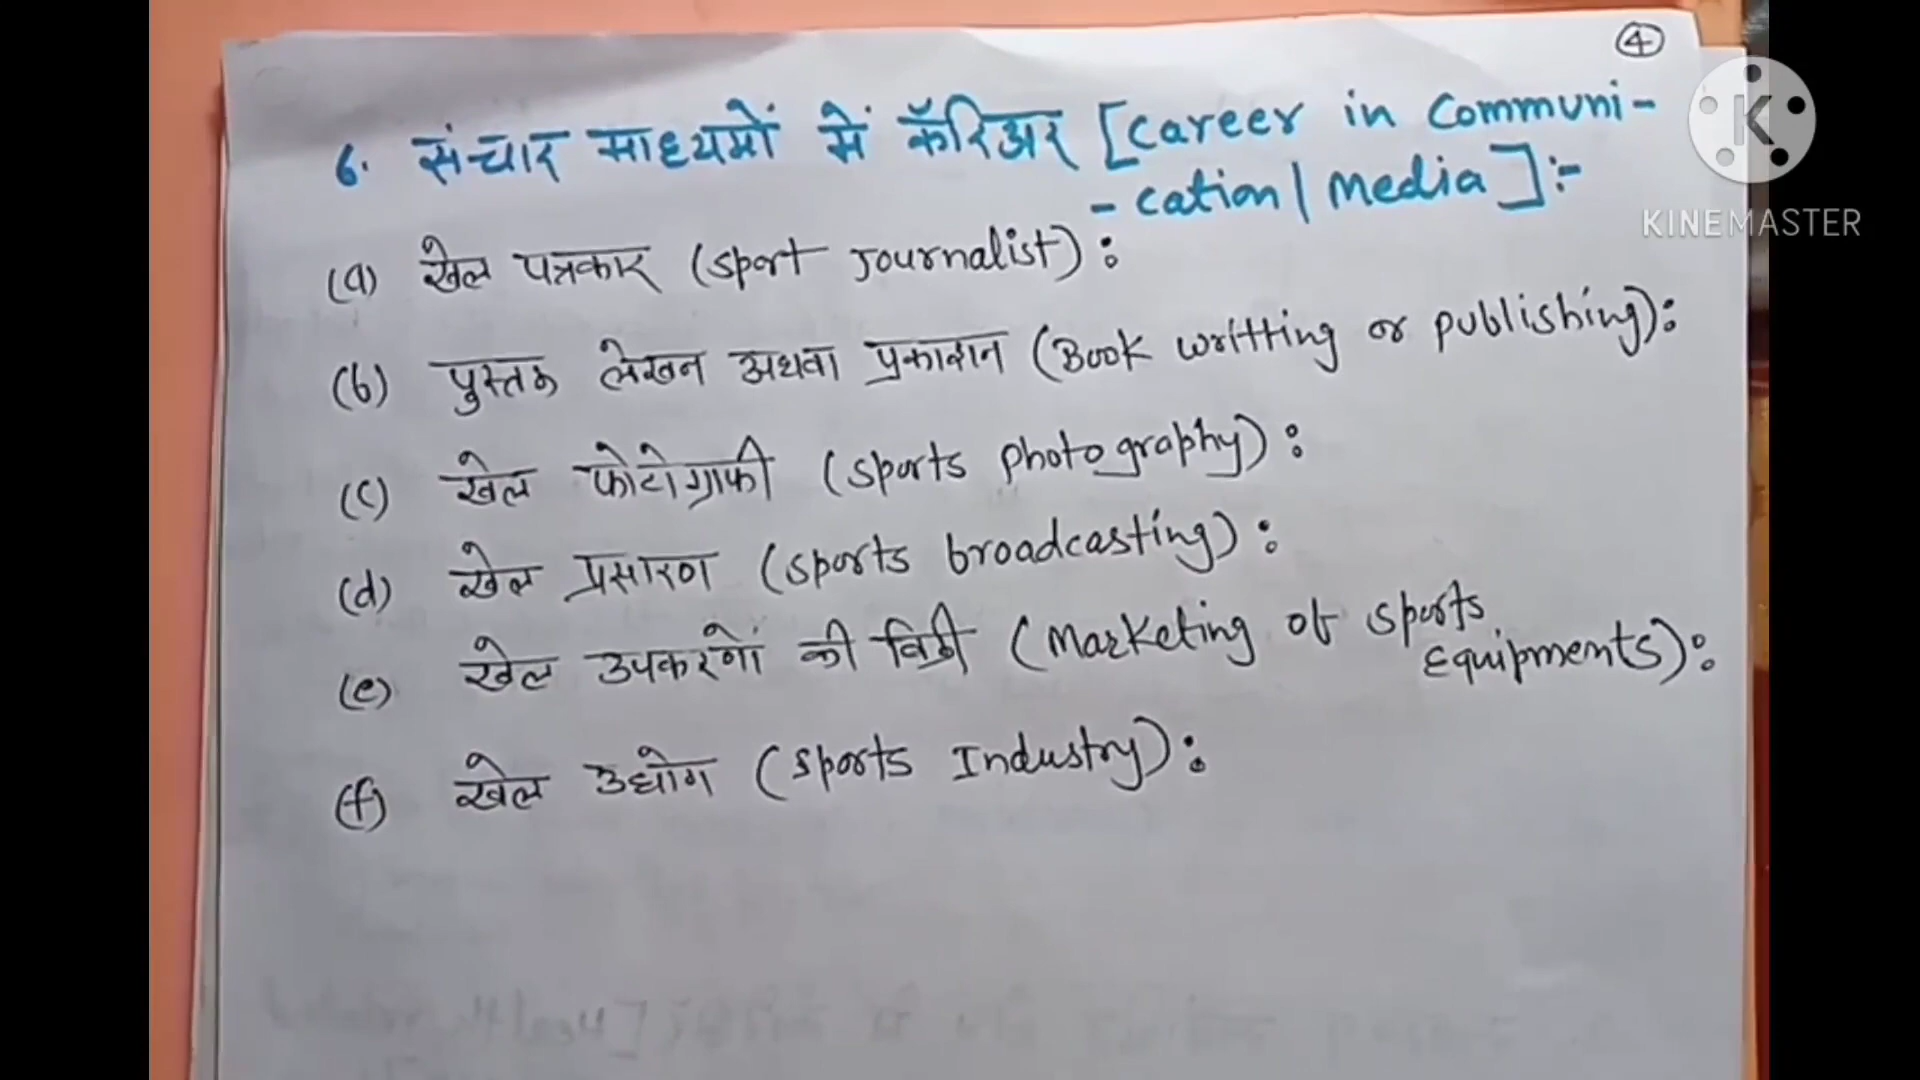 4
6. संचार माध्यमों में कॅरिअर [Career in Communi-
- cation / Media ]:-
(a) खेल पत्रकार (Sport Journalist):
(b) पुस्तक लेखन अथवा प्रकाशन (Book writting or publishing):
(c) खेल फोटोग्राफी (Sports photography):
(d) खेल प्रसारण (Sports broadcasting):
(e) खेल उपकरणों की बिक्री (Marketing of Sports
Equipments):
(f) खेल उद्योग (Sports Industry):
K
KINEMASTER